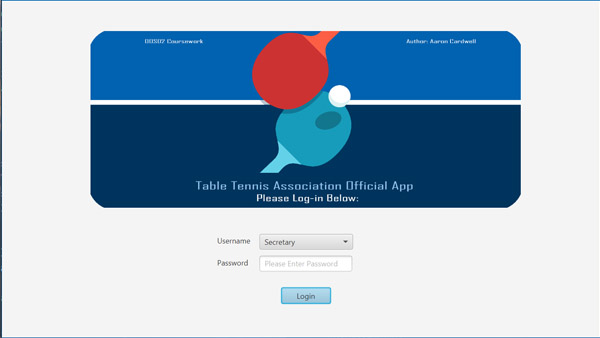 OOSD2 Coursework
Author: Aaron Cardwell
Table Tennis Association Official App
Please Log-in Below:
Username
Secretary
Password
Please Enter Password
Login